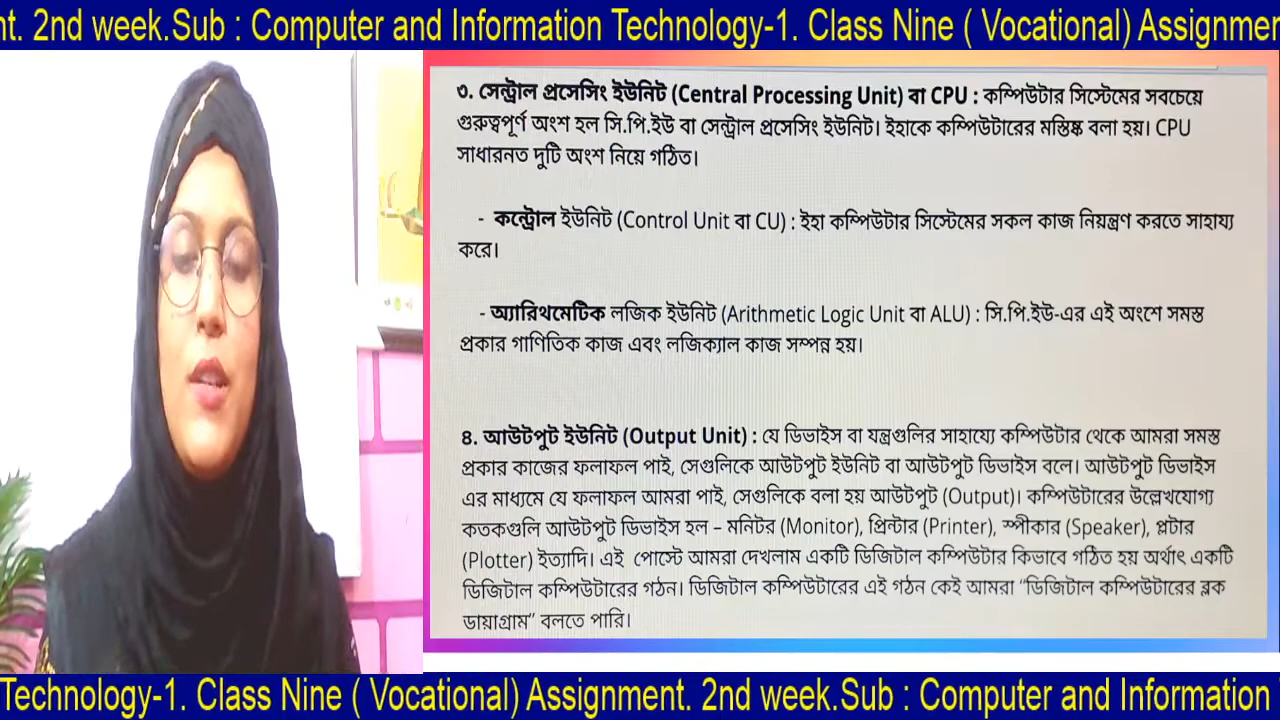 nt. 2nd week.Sub : Computer and Information Technology-1. Class Nine ( Vocational) Assignmen
৩. সেন্ট্রাল প্রসেসিং ইউনিট (Central Processing Unit) বা CPU : কম্পিউটার সিস্টেমের সবচেয়ে
গুরুত্বপূর্ণ অংশ হল সি.পি.ইউ বা সেন্ট্রাল প্রসেসিং ইউনিট। ইহাকে কম্পিউটারের মস্তিষ্ক বলা হয়। CPU
সাধারনত দুটি অংশ নিয়ে গঠিত।
- কন্ট্রোল ইউনিট (Control Unit বা CU) : ইহা কম্পিউটার সিস্টেমের সকল কাজ নিয়ন্ত্রণ করতে সাহায্য
করে।
- অ্যারিথমেটিক লজিক ইউনিট (Arithmetic Logic Unit বা ALU) : সি.পি.ইউ-এর এই অংশে সমস্ত
প্রকার গাণিতিক কাজ এবং লজিক্যাল কাজ সম্পন্ন হয়।
৪. আউটপুট ইউনিট (Output Unit) : যে ডিভাইস বা যন্ত্রগুলির সাহায্যে কম্পিউটার থেকে আমরা সমস্ত
প্রকার কাজের ফলাফল পাই, সেগুলিকে আউটপুট ইউনিট বা আউটপুট ডিভাইস বলে। আউটপুট ডিভাইস
এর মাধ্যমে যে ফলাফল আমরা পাই, সেগুলিকে বলা হয় আউটপুট (Output)। কম্পিউটারের উল্লেখযোগ্য
কতকগুলি আউটপুট ডিভাইস হল – মনিটর (Monitor), প্রিন্টার (Printer), স্পীকার (Speaker), প্লটার
(Plotter) ইত্যাদি। এই পোস্টে আমরা দেখলাম একটি ডিজিটাল কম্পিউটার কিভাবে গঠিত হয় অর্থাৎ একটি
ডিজিটাল কম্পিউটারের গঠন। ডিজিটাল কম্পিউটারের এই গঠন কেই আমরা “ডিজিটাল কম্পিউটারের ব্লক
ডায়াগ্রাম” বলতে পারি।
Technology-1. Class Nine ( Vocational) Assignment. 2nd week.Sub : Computer and Information